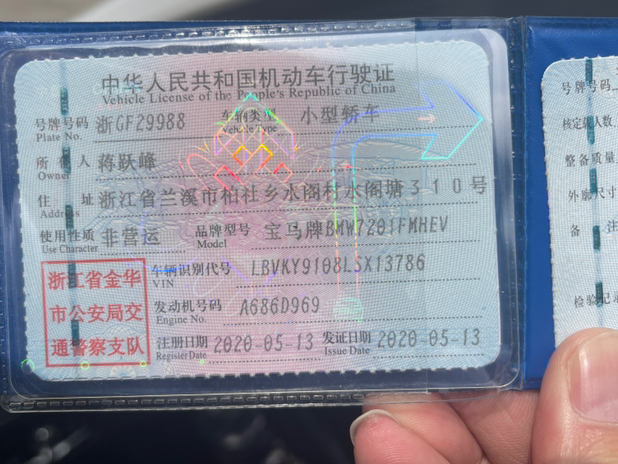 中华人民共和国机动车行驶证
Vehicle License of the People's Republic of China
号牌号码 浙GF29988 车辆类型 小型轿车
Plate No. Vehicle Type
所有人 蒋跃峰
Owner
住址 浙江省兰溪市柏社乡水阁村水阁塘310号
Address
使用性质 非营运 品牌型号 宝马牌BMW7201FMHEV
Use Character Model
浙江省金华
市公安局交
通警察支队
车辆识别代号 LBVKY9108LSX13786
VIN
发动机号码 A686D969
Engine No.
注册日期 2020-05-13 发证日期 2020-05-13
Register Date Issue Date
号牌号码
核定载人数
整备质量
外廓尺寸
备注
检验记录